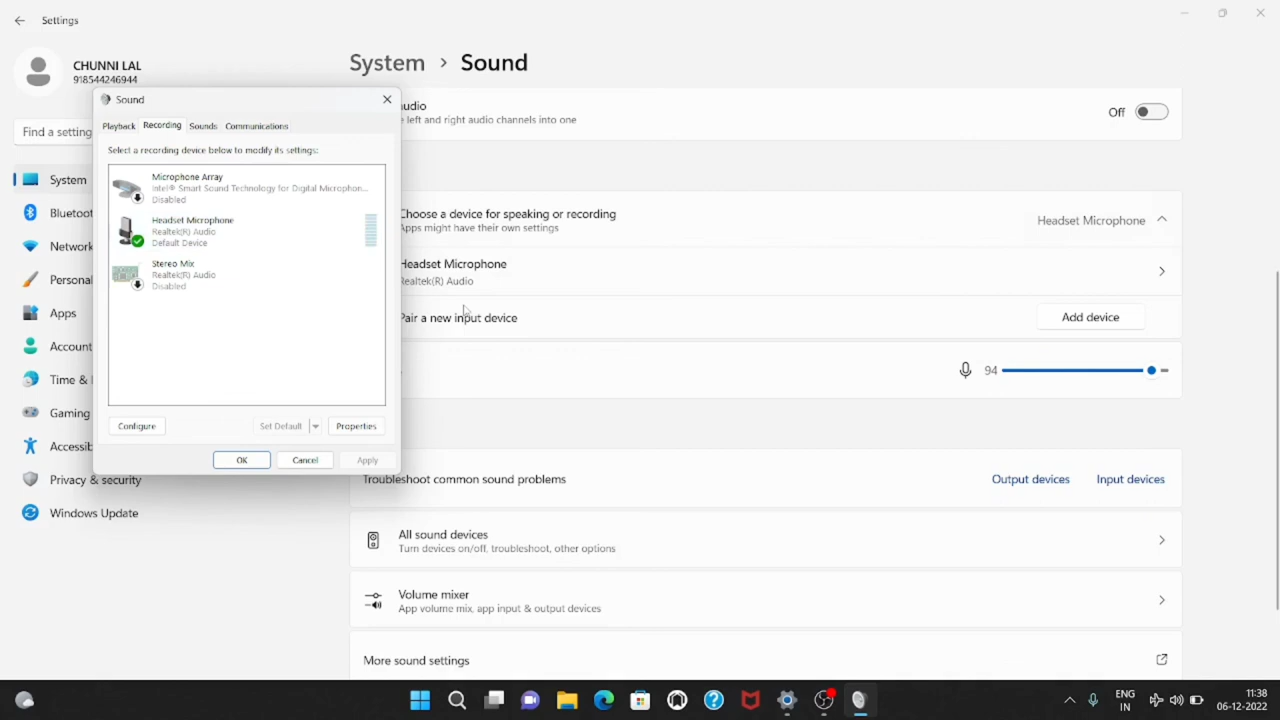 Settings
CHUNNI LAL
918544246944
Find a setting
System
Bluetoot
Network
Personal
Apps
Account
Time &
Gaming
Accessib
Privacy & security
Windows Update
System > Sound
udio
e left and right audio channels into one
Off
Choose a device for speaking or recording
Apps might have their own settings
Headset Microphone
Headset Microphone
Realtek(R) Audio
Pair a new input device
Add device
94
Troubleshoot common sound problems
Output devices
Input devices
All sound devices
Turn devices on/off, troubleshoot, other options
Volume mixer
App volume mix, app input & output devices
More sound settings
Sound
Playback Recording Sounds Communications
Select a recording device below to modify its settings:
Microphone Array
Intel® Smart Sound Technology for Digital Microphon...
Disabled
Headset Microphone
Realtek(R) Audio
Default Device
Stereo Mix
Realtek(R) Audio
Disabled
Configure
Set Default
Properties
OK
Cancel
Apply
ENG
IN
11:38
06-12-2022